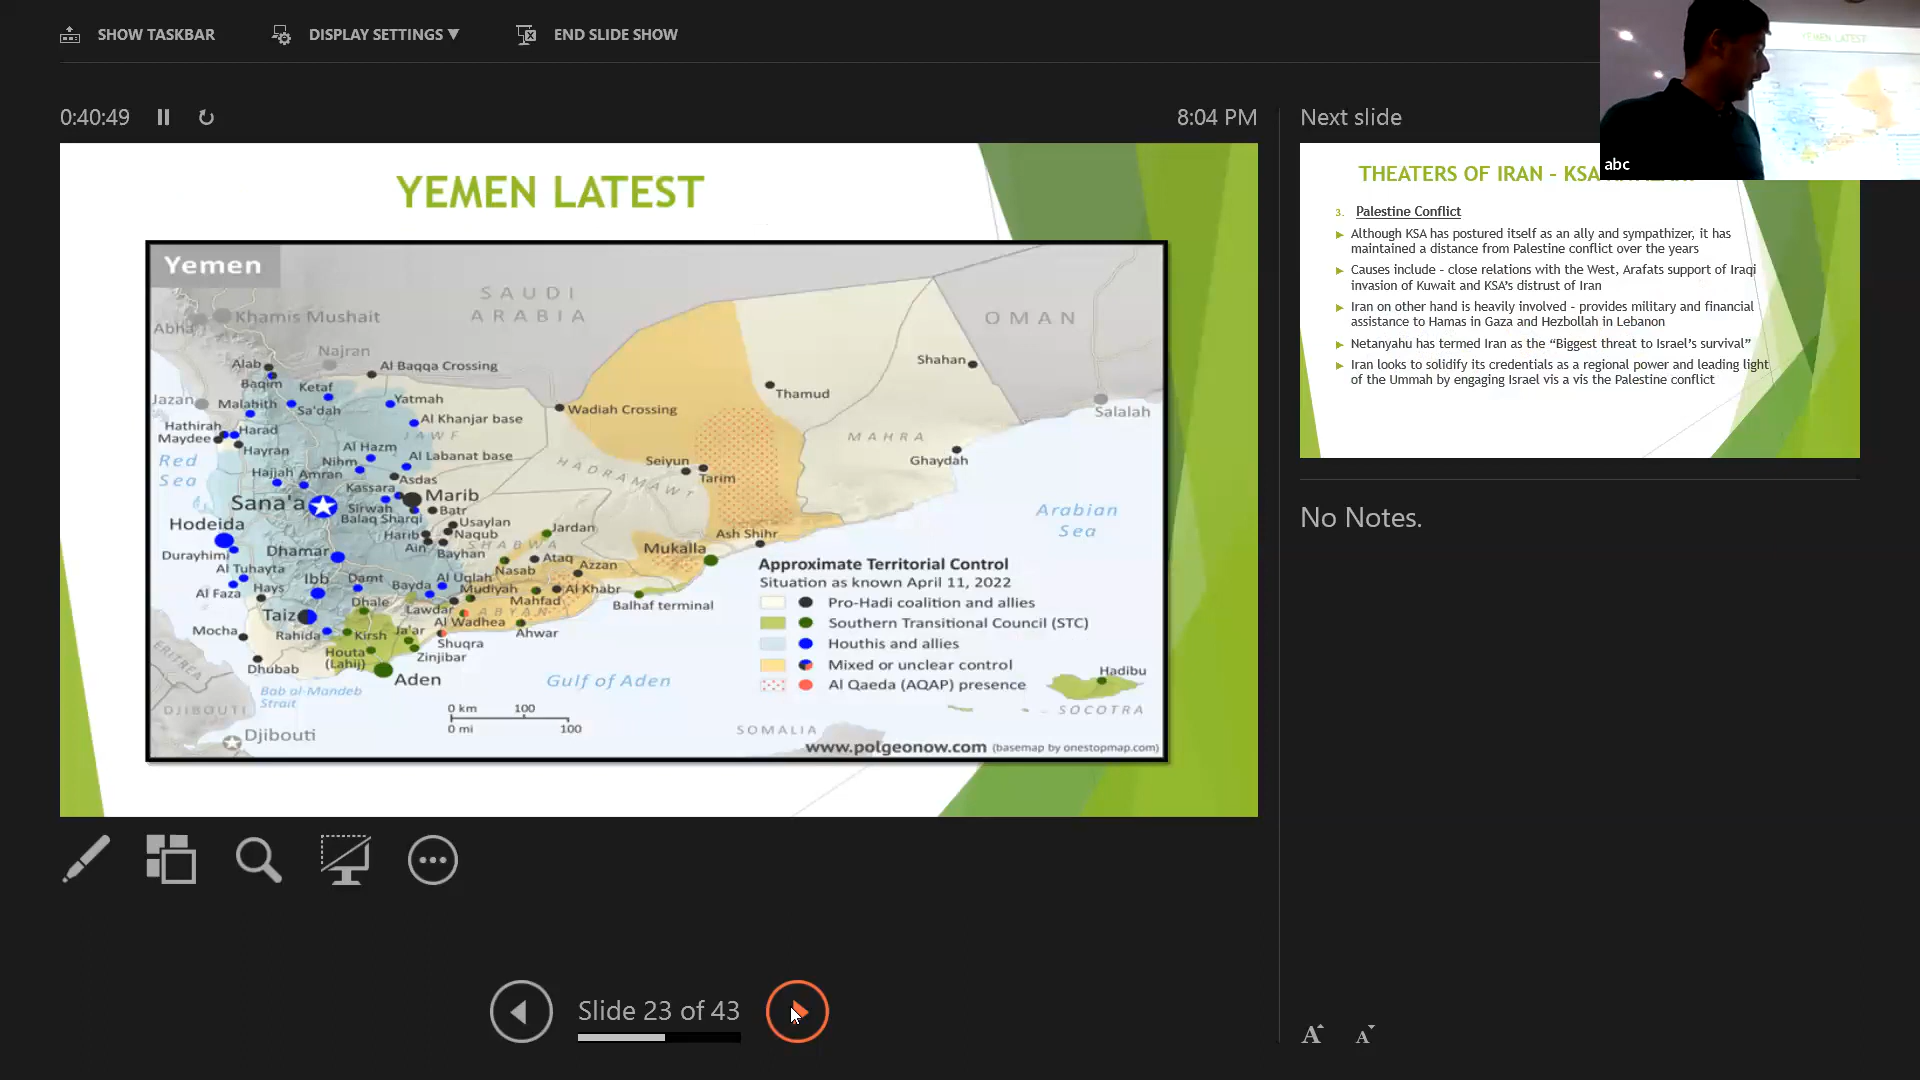 SHOW TASKBAR
DISPLAY SETTINGS ▼
END SLIDE SHOW
0:40:49
8:04 PM
YEMEN LATEST
Yemen
SAUDI
ARABIA
OMAN
Khamis Mushait
Abha
Najran
Al Baqqa Crossing
Alab
Baqim
Ketaf
Shahan
Thamud
Jazan
Malabith
Sa'dah
Yatmah
Wadiah Crossing
Salalah
Al Khanjar base
Hathirah
Harad
Maydee
JAWF
MAHRA
Hayran
Al Hazm
Al Labanat base
Ghaydah
Red
Sea
Nihm
Seiyun
HADRAMAWT
Hajjah
Amran
Asdas
Tarim
Kassara
Marib
Sana'a
Sirwah
Batr
Arabian
Sea
Balaq Sharqi
Hodeida
Usaylan
Jardan
Harib
Naqub
Ash Shihr
Durayhimi
Dhamar
Ain
Bayhan
SHABWA
Ataq
Mukalla
Al Tuhayta
Ibb
Damt
Bayda
Al Uqlah
Nasab
Azzan
Al Faza
Hays
Mudiyah
Al Khabr
Taiz
Dhale
Lawdar
ABYAN
Mahfad
Balhaf terminal
Al Wadhea
Mocha
Rahida
Kirsh
Ja'ar
Ahwar
Shuqra
Houta
(Lahij)
Zinjibar
Dhubab
ERITREA
Aden
Gulf of Aden
Bab al-Mandeb
Strait
DJIBOUTI
Djibouti
0 km 100
0 mi 100
SOMALIA
Approximate Territorial Control
Situation as known April 11, 2022
Pro-Hadi coalition and allies
Southern Transitional Council (STC)
Houthis and allies
Mixed or unclear control
Al Qaeda (AQAP) presence
Hadibu
SOCOTRA
www.polgeonow.com (basemap by onestopmap.com)
Slide 23 of 43
Next slide
THEATERS OF IRAN - KSA
3. Palestine Conflict
Although KSA has postured itself as an ally and sympathizer, it has
maintained a distance from Palestine conflict over the years
Causes include - close relations with the West, Arafats support of Iraqi
invasion of Kuwait and KSA's distrust of Iran
Iran on other hand is heavily involved - provides military and financial
assistance to Hamas in Gaza and Hezbollah in Lebanon
Netanyahu has termed Iran as the “Biggest threat to Israel's survival”
Iran looks to solidify its credentials as a regional power and leading light
of the Ummah by engaging Israel vis a vis the Palestine conflict
No Notes.
A A
YEMEN LATEST
abc